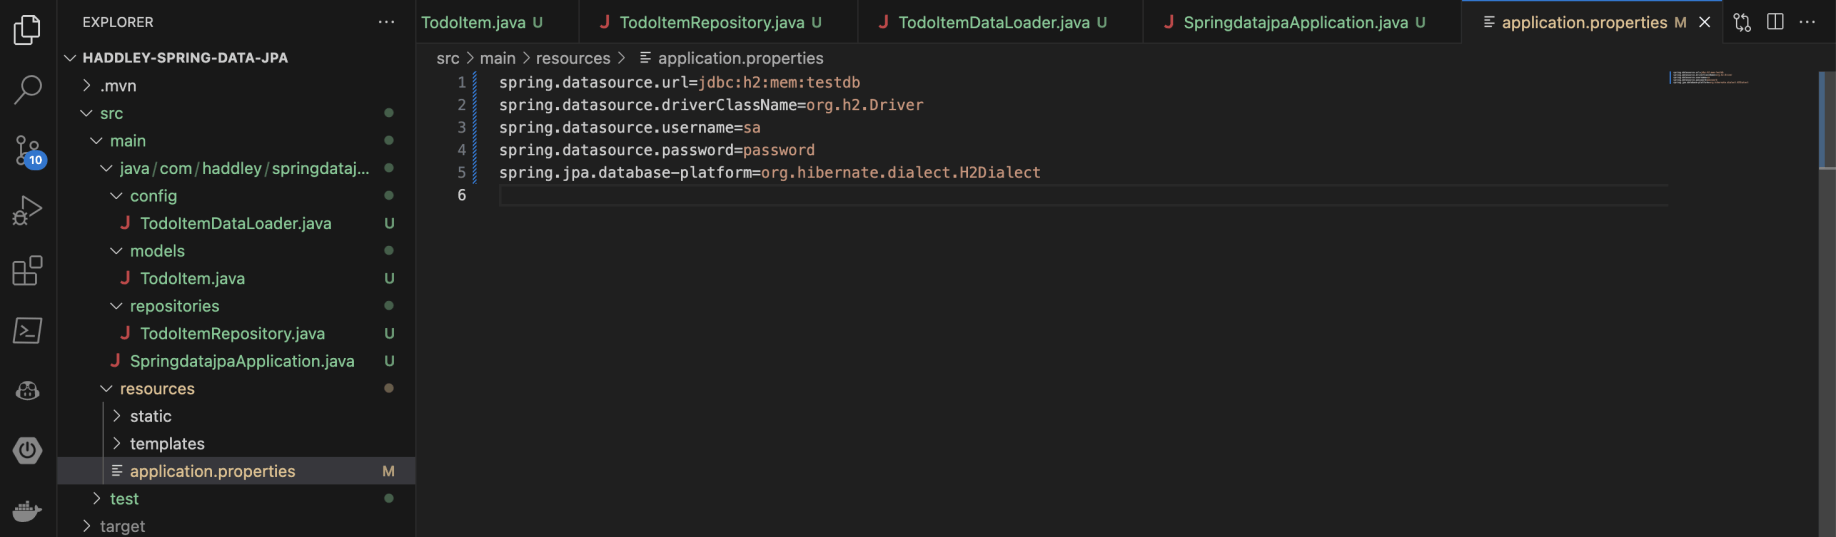 EXPLORER
HADDLEY-SPRING-DATA-JPA
.mvn
src
main
java/com/haddley/springdataj...
config
TodoItemDataLoader.java U
models
TodoItem.java U
repositories
TodoItemRepository.java U
SpringdatajpaApplication.java U
resources
static
templates
application.properties M
test
target
10
TodoItem.java U
TodoItemRepository.java U
TodoItemDataLoader.java U
SpringdatajpaApplication.java U
application.properties M
src > main > resources > application.properties
1 spring.datasource.url=jdbc:h2:mem:testdb
2 spring.datasource.driverClassName=org.h2.Driver
3 spring.datasource.username=sa
4 spring.datasource.password=password
5 spring.jpa.database-platform=org.hibernate.dialect.H2Dialect
6